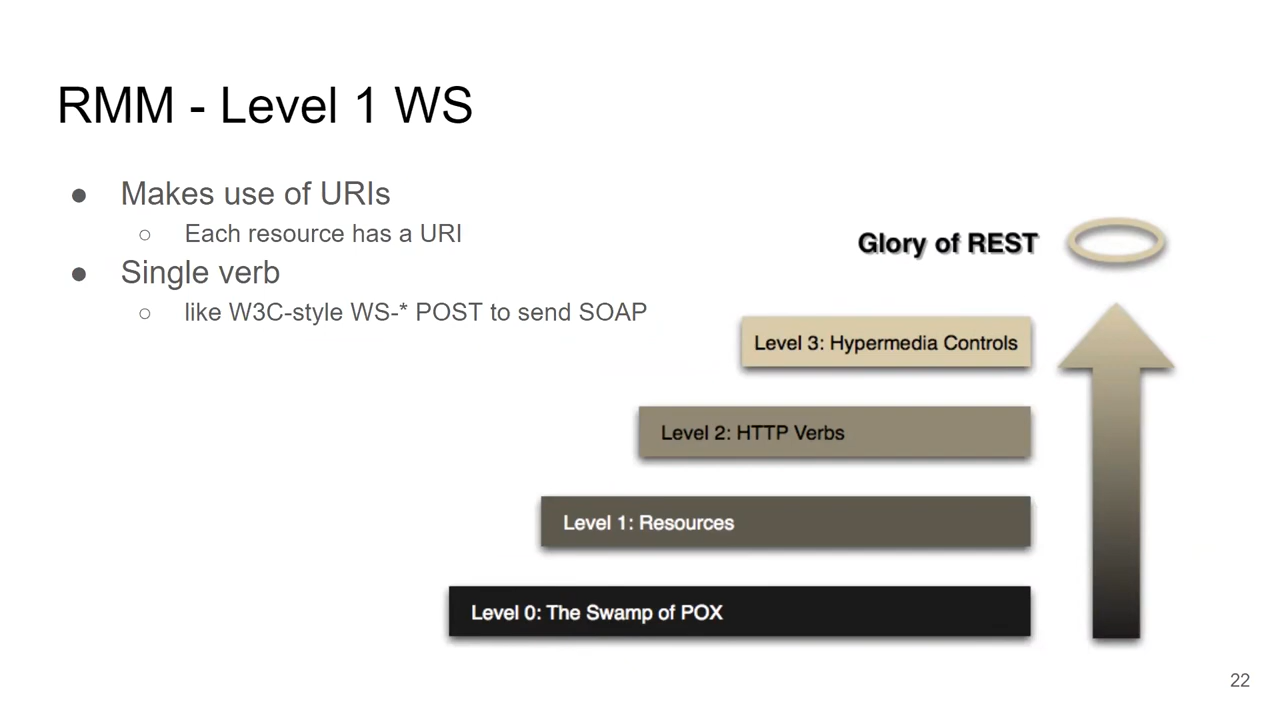 RMM - Level 1 WS
● Makes use of URIs
○ Each resource has a URI
● Single verb
○ like W3C-style WS-* POST to send SOAP
Glory of REST
Level 3: Hypermedia Controls
Level 2: HTTP Verbs
Level 1: Resources
Level 0: The Swamp of POX
22